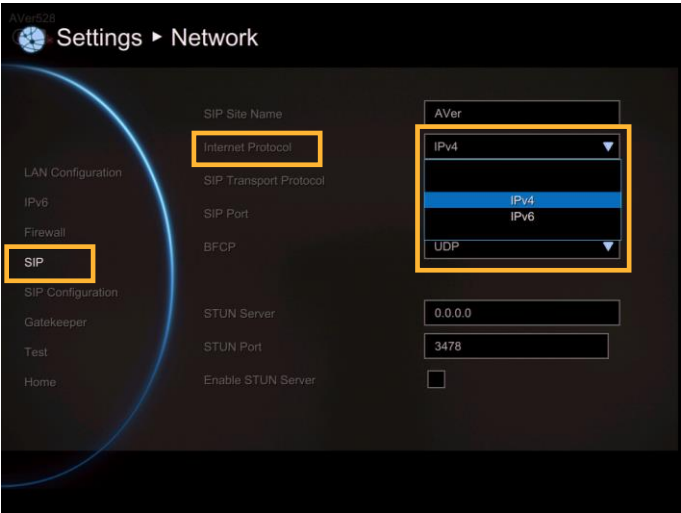 AVer528
Settings ► Network
SIP Site Name
AVer
Internet Protocol
IPv4
LAN Configuration
SIP Transport Protocol
IPv6
IPv4
SIP Port
IPv6
Firewall
BFCP
UDP
SIP
SIP Configuration
STUN Server
0.0.0.0
Gatekeeper
STUN Port
3478
Test
Enable STUN Server
Home